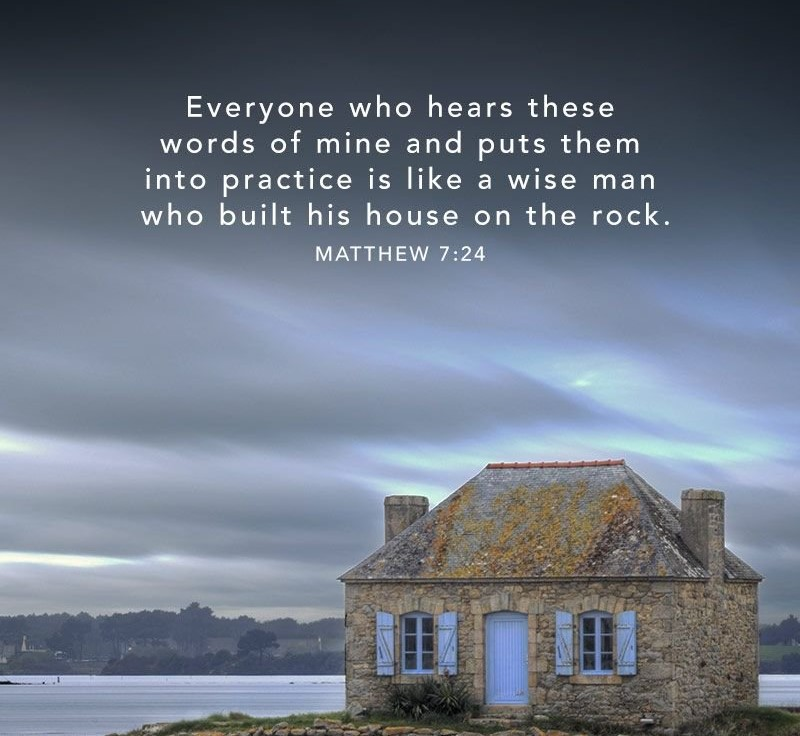 Everyone who hears these
words of mine and puts them
into practice is like a wise man
who built his house on the rock.
MATTHEW 7:24